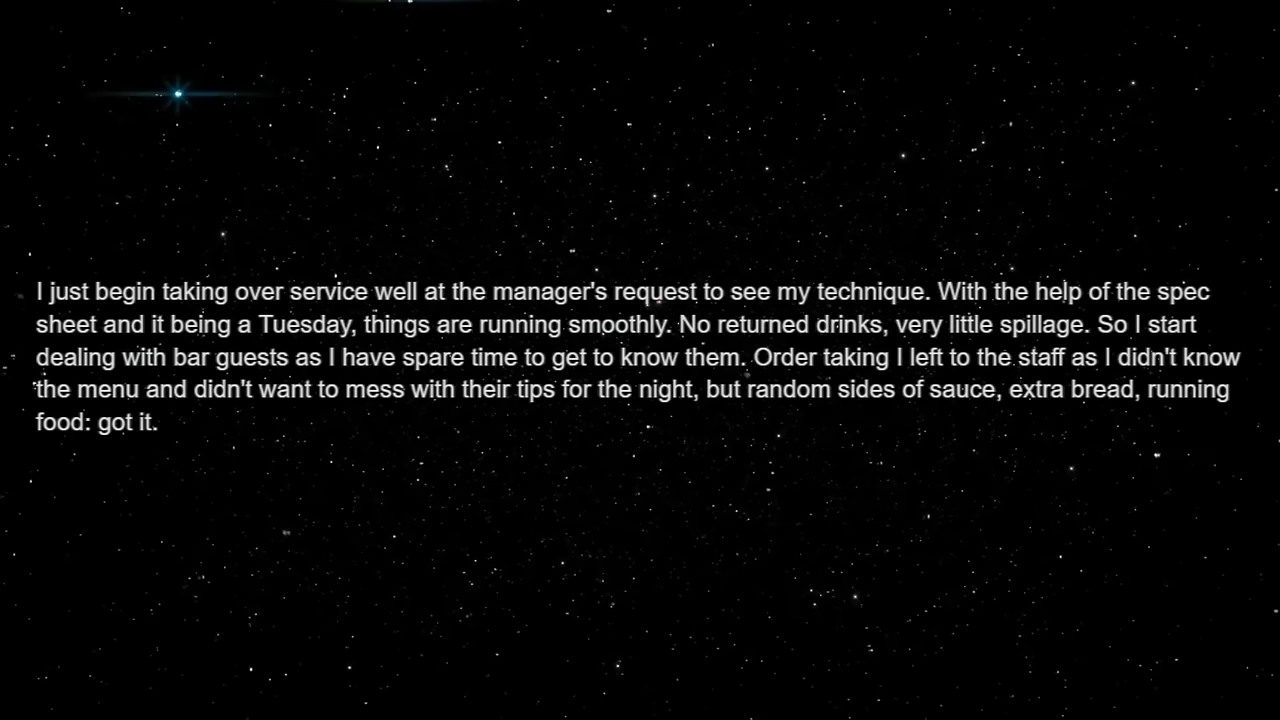 I just begin taking over service well at the manager's request to see my technique. With the help of the spec
sheet and it being a Tuesday, things are running smoothly. No returned drinks, very little spillage. So I start
dealing with bar guests as I have spare time to get to know them. Order taking I left to the staff as I didn't know
the menu and didn't want to mess with their tips for the night, but random sides of sauce, extra bread, running
food: got it.